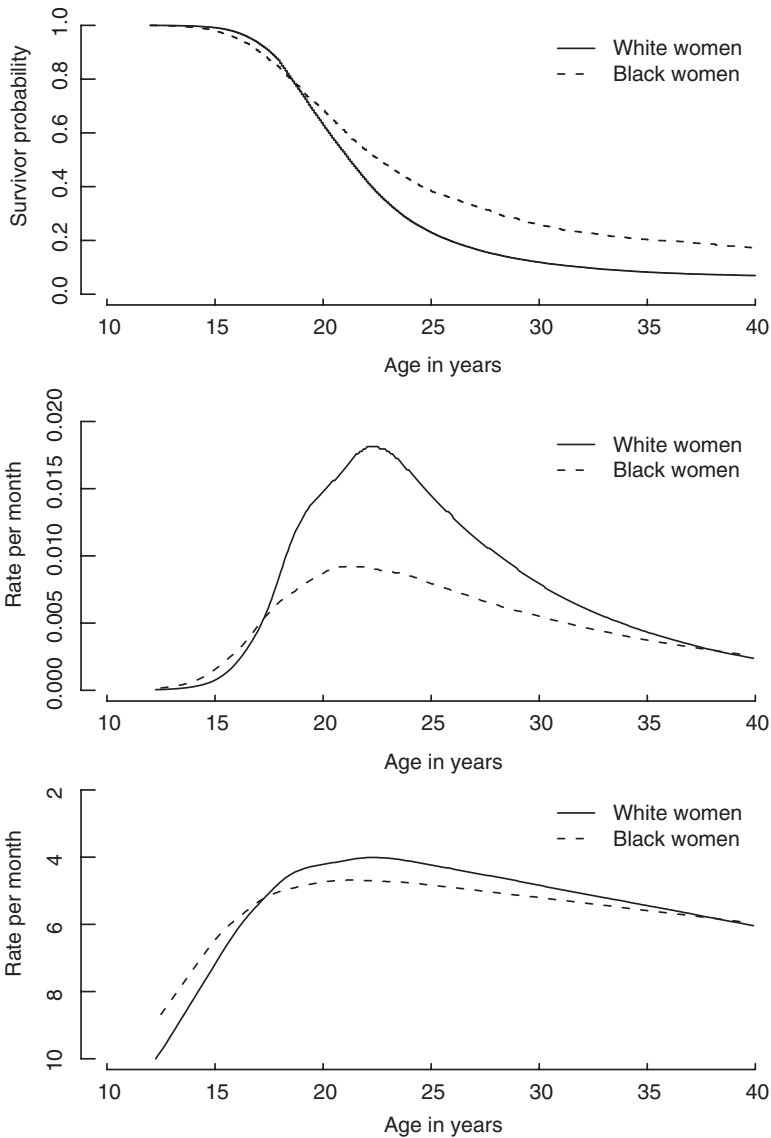 Survivor probability
1.0
0.8
0.6
0.4
0.2
0.0
White women
Black women
10 15 20 25 30 35 40
Age in years
Rate per month
0.020
0.015
0.010
0.005
0.000
White women
Black women
10 15 20 25 30 35 40
Age in years
Rate per month
2
4
6
8
10
White women
Black women
10 15 20 25 30 35 40
Age in years